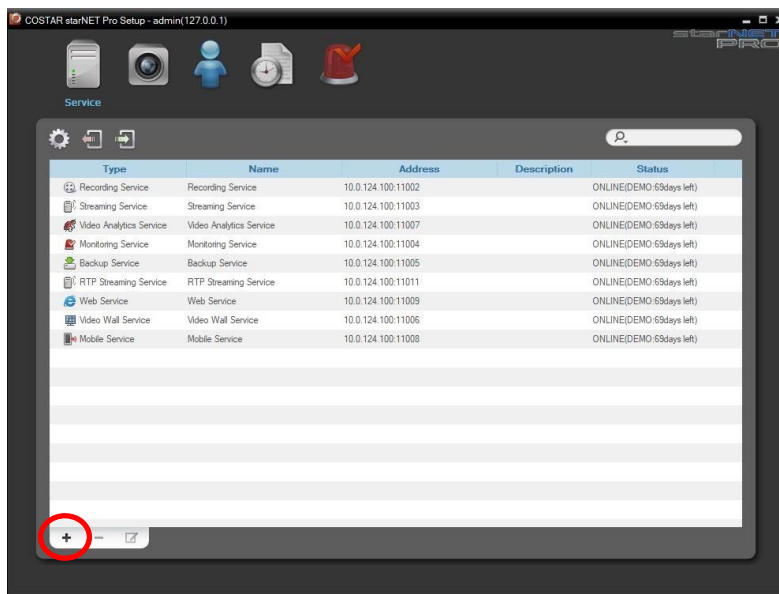 COSTAR starNET Pro Setup - admin(127.0.0.1)
starNET
PRO
Service
Type Name Address Description Status
Recording Service Recording Service 10.0.124.100:11002 ONLINE(DEMO:69days left)
Streaming Service Streaming Service 10.0.124.100:11003 ONLINE(DEMO:69days left)
Video Analytics Service Video Analytics Service 10.0.124.100:11007 ONLINE(DEMO:69days left)
Monitoring Service Monitoring Service 10.0.124.100:11004 ONLINE(DEMO:69days left)
Backup Service Backup Service 10.0.124.100:11005 ONLINE(DEMO:69days left)
RTP Streaming Service RTP Streaming Service 10.0.124.100:11011 ONLINE(DEMO:69days left)
Web Service Web Service 10.0.124.100:11009 ONLINE(DEMO:69days left)
Video Wall Service Video Wall Service 10.0.124.100:11006 ONLINE(DEMO:69days left)
Mobile Service Mobile Service 10.0.124.100:11008 ONLINE(DEMO:69days left)